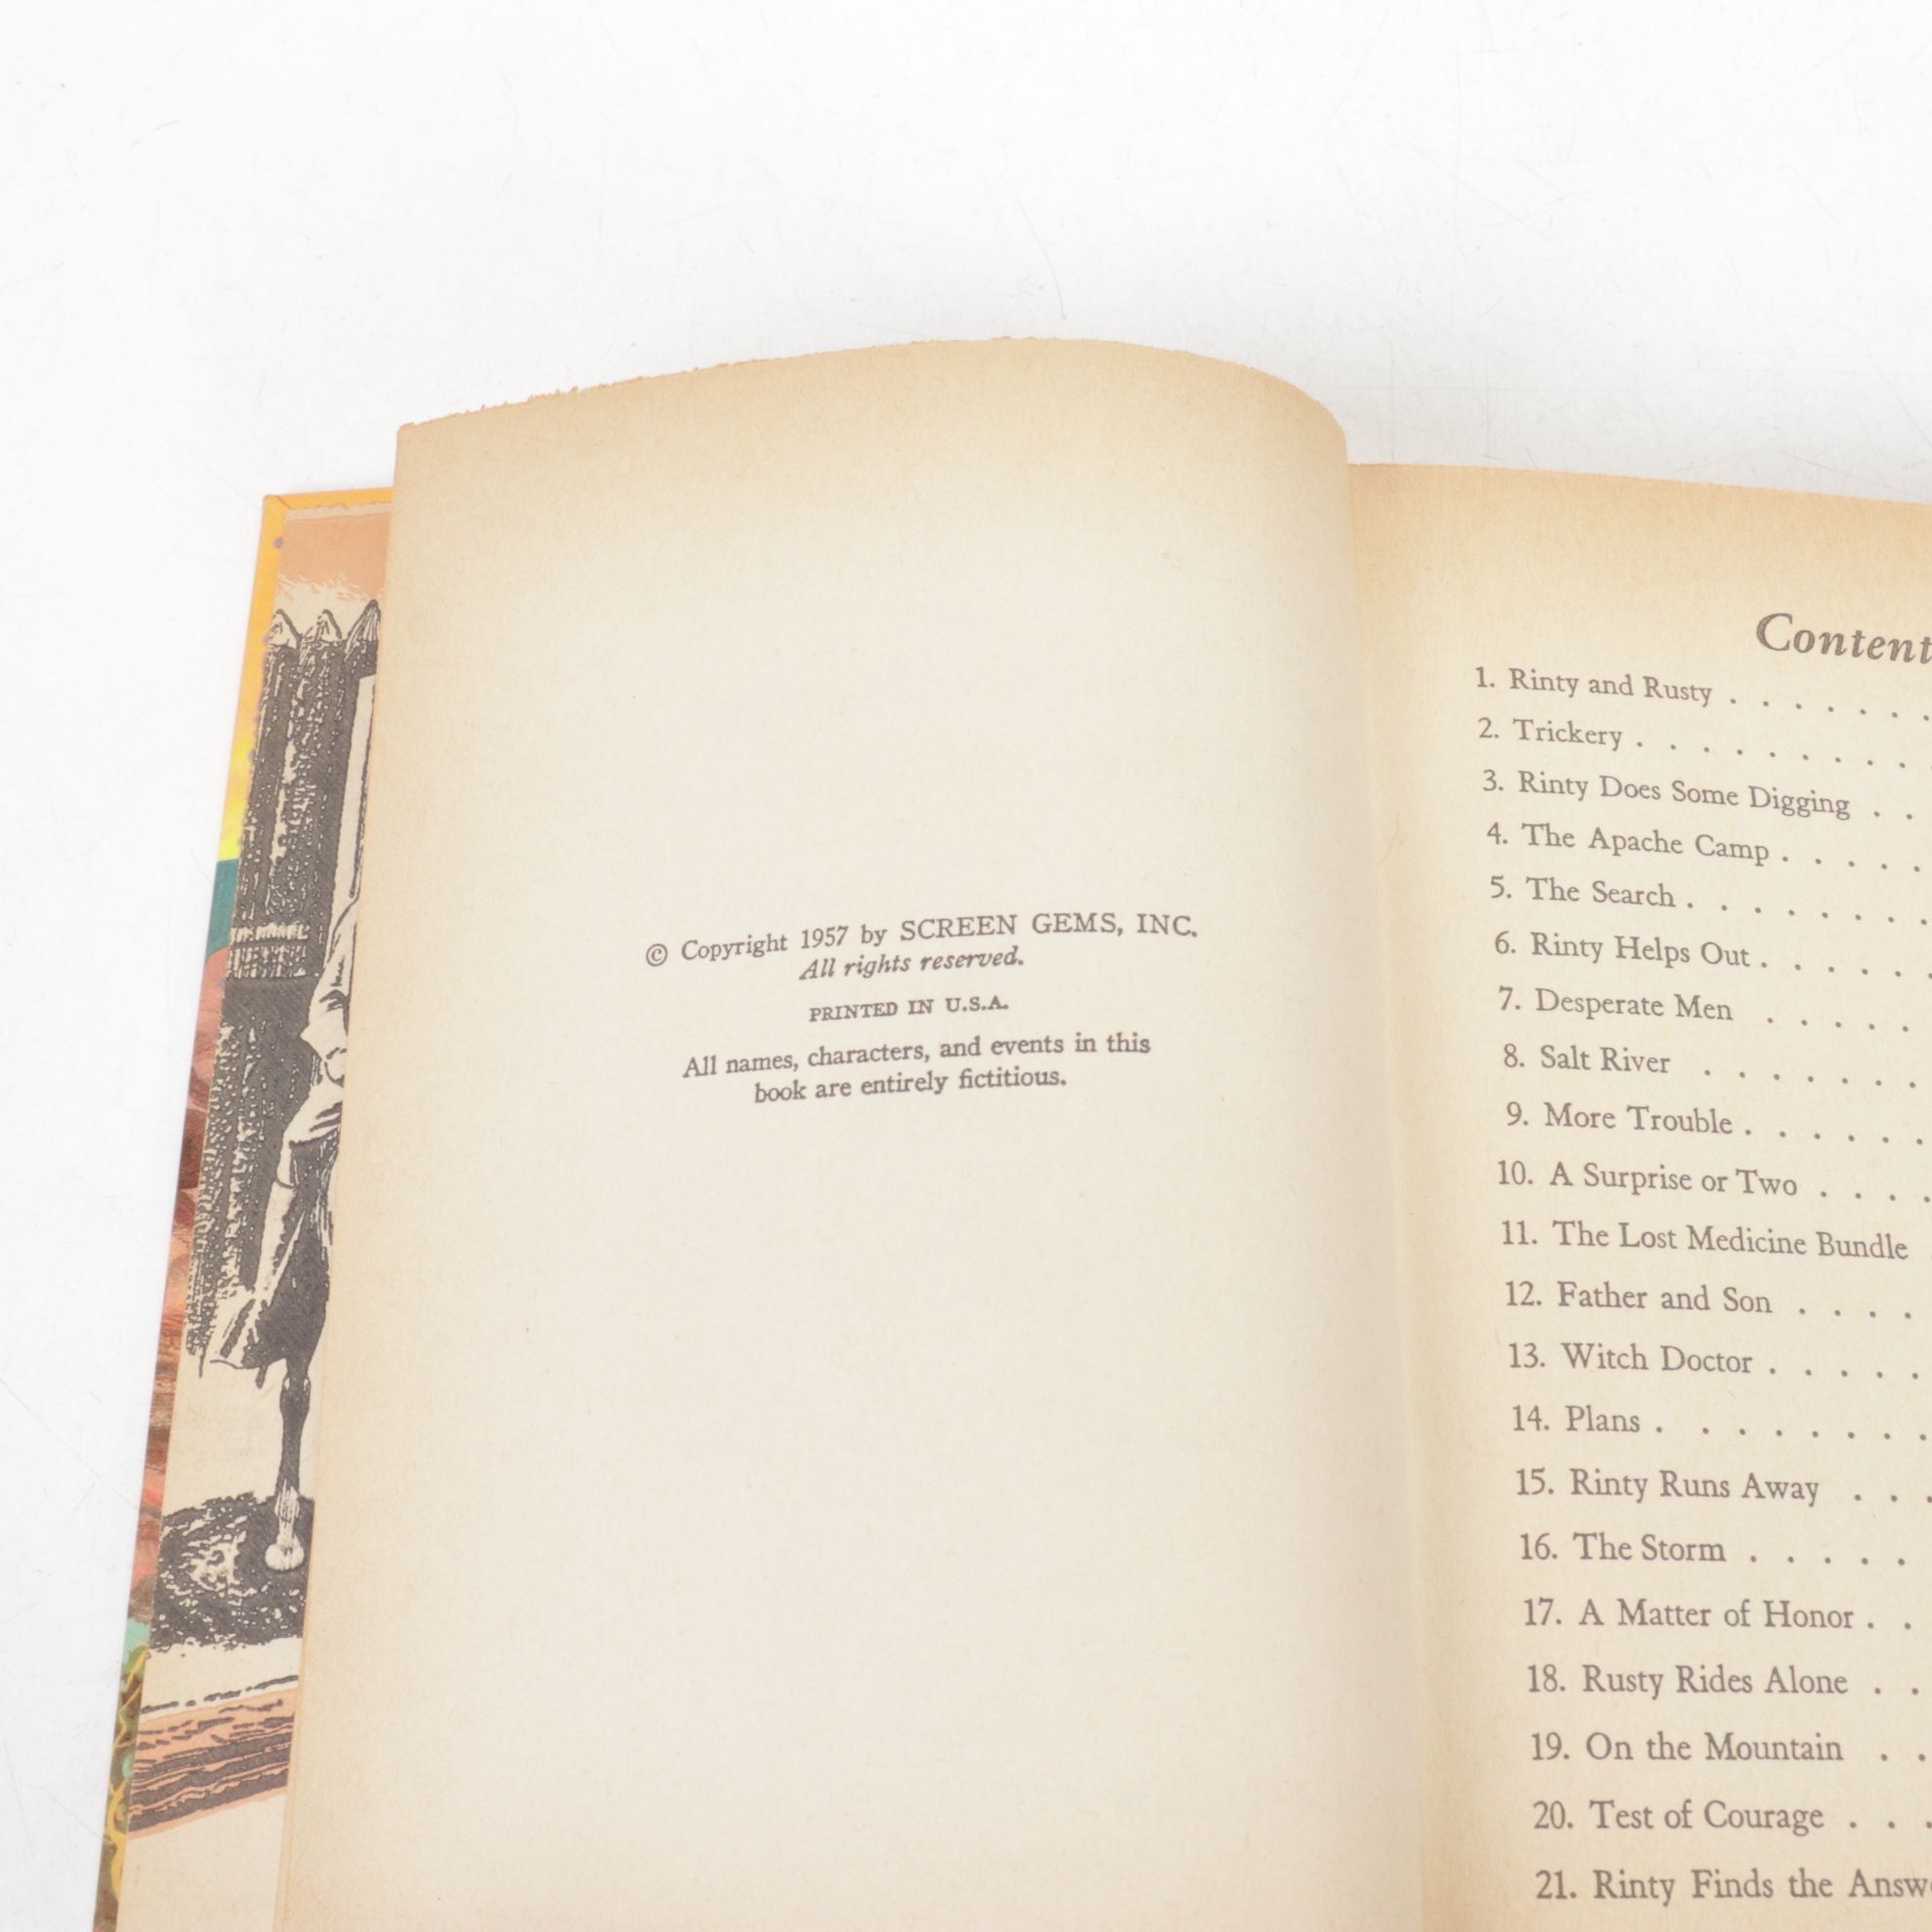 © Copyright 1957 by SCREEN GEMS, INC.
All rights reserved.
PRINTED IN U.S.A.
All names, characters, and events in this
book are entirely fictitious.
Content
1. Rinty and Rusty . . . . . . .
2. Trickery . . . . . . . . . .
3. Rinty Does Some Digging . .
4. The Apache Camp . . . . .
5. The Search . . . . . . . .
6. Rinty Helps Out . . . . . .
7. Desperate Men . . . . .
8. Salt River . . . . . . .
9. More Trouble . . . . . .
10. A Surprise or Two . . . .
11. The Lost Medicine Bundle
12. Father and Son . . . .
13. Witch Doctor . . . . .
14. Plans . . . . . . . .
15. Rinty Runs Away . . .
16. The Storm . . . . .
17. A Matter of Honor . .
18. Rusty Rides Alone . .
19. On the Mountain . .
20. Test of Courage . . .
21. Rinty Finds the Answ